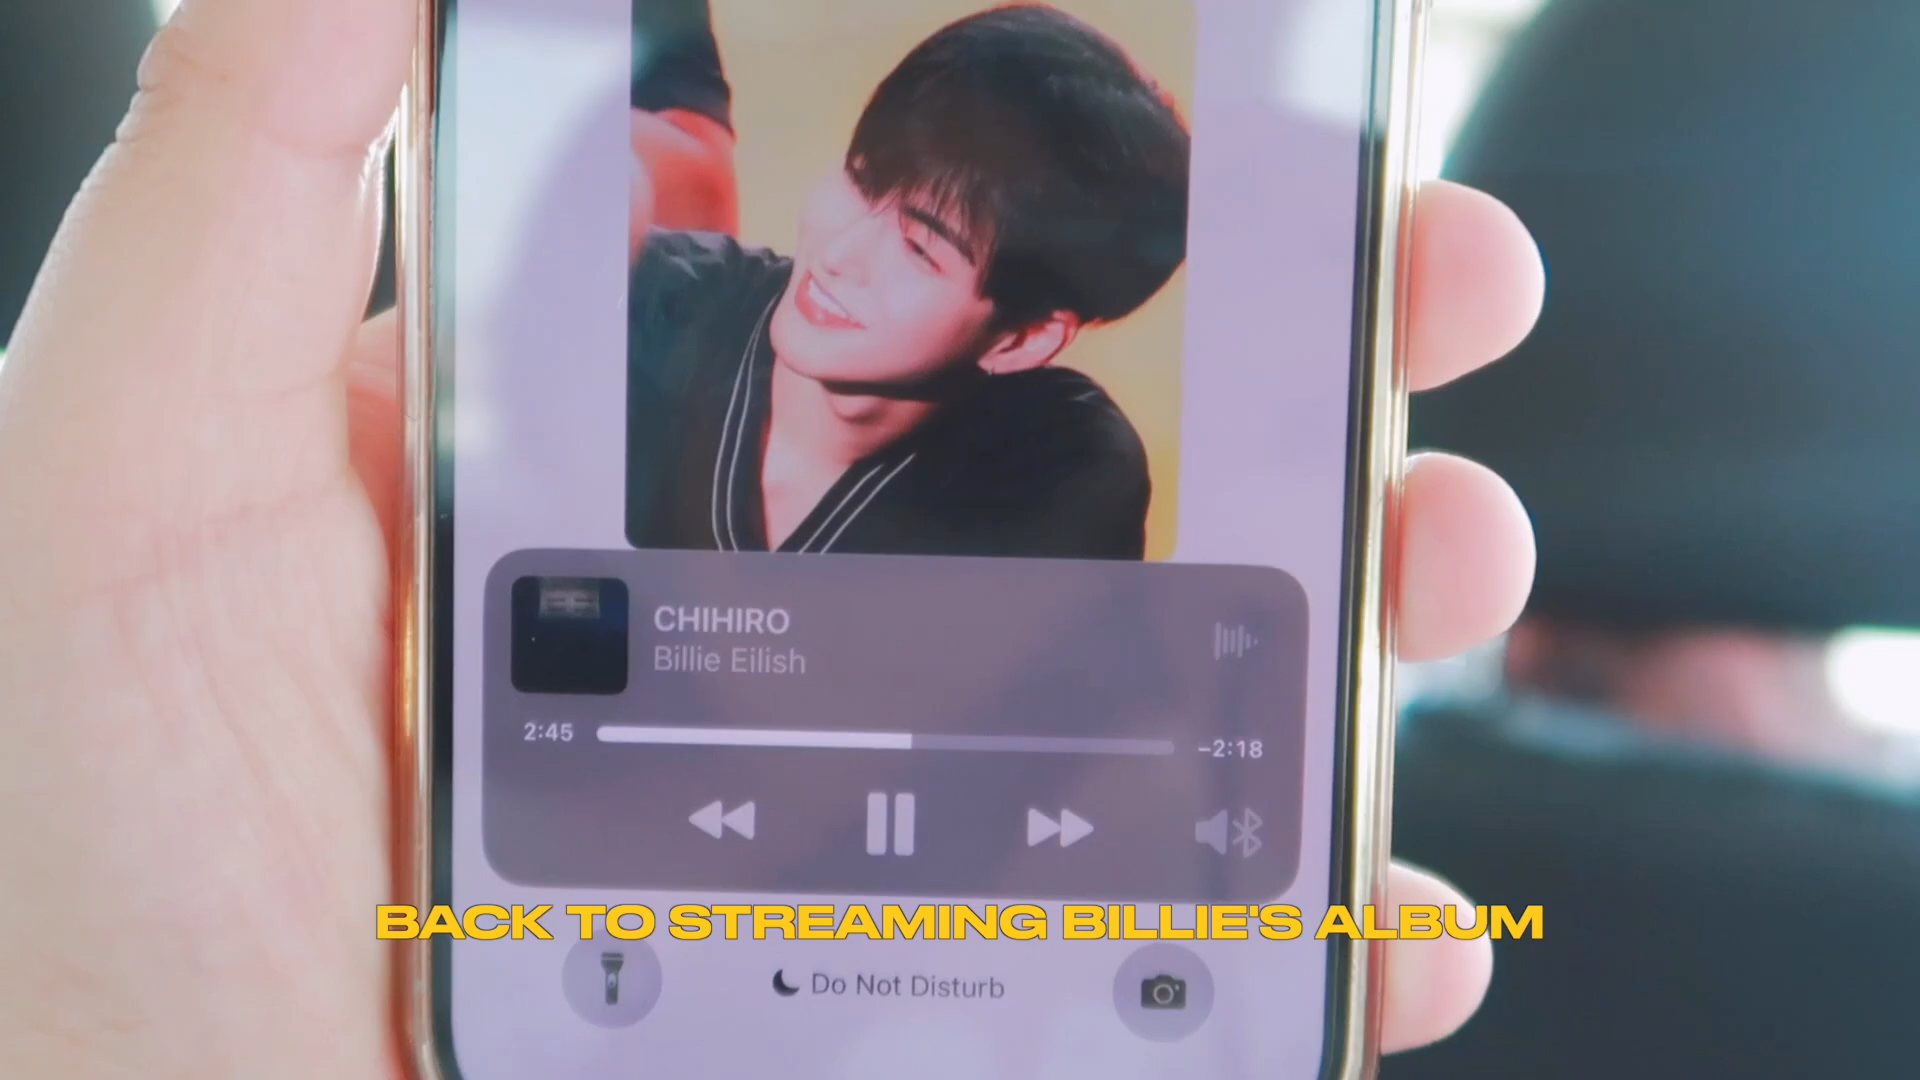 CHIHIRO
Billie Eilish
2:45
-2:18
BACK TO STREAMING BILLIE'S ALBUM
Do Not Disturb